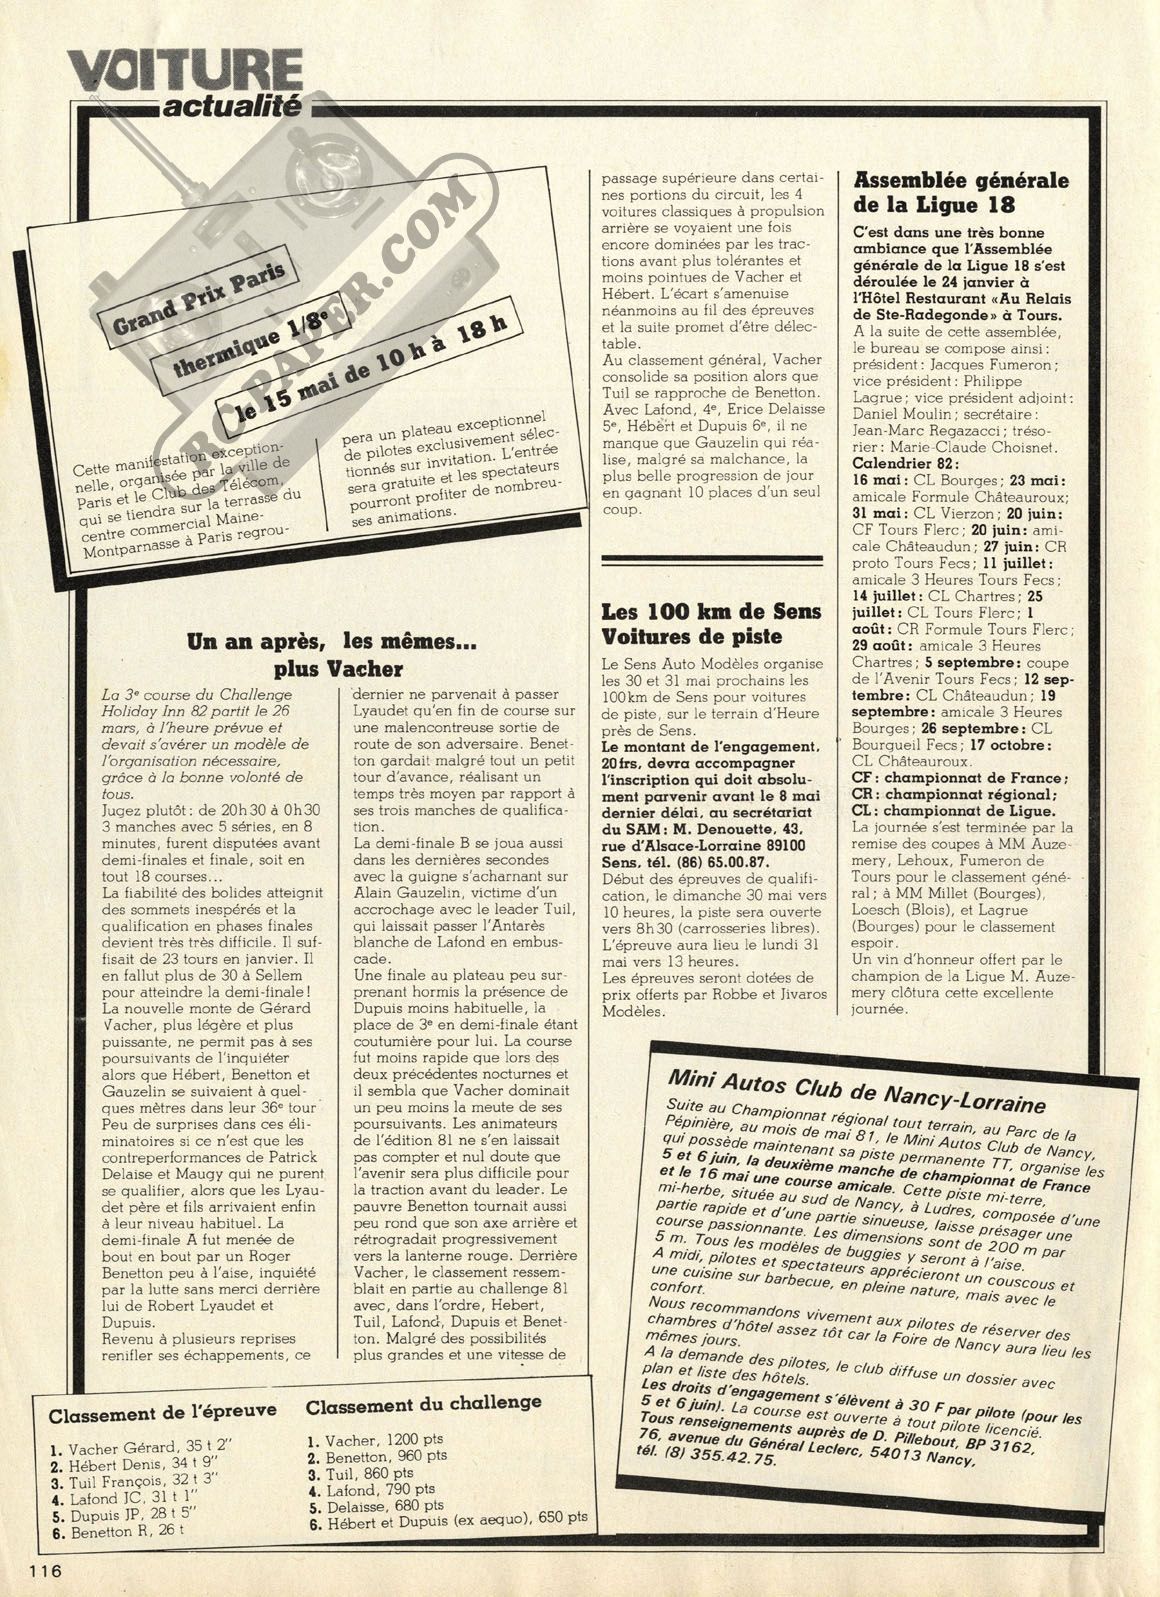 VOITURE
actualité
Grand Prix Paris
thermique 1/8e
le 15 mai de 10 h à 18 h
Cette manifestation exception-
nelle, organisée par la ville de
Paris et le Club des Télécom,
qui se tiendra sur la terrasse du
centre commercial Maine-
Montparnasse à Paris regrou-
pera un plateau exceptionnel
de pilotes exclusivement sélec-
tionnés sur invitation. L'entrée
sera gratuite et les spectateurs
pourront profiter de nombreu-
ses animations.
RC-PAPER.COM
Un an après, les mêmes...
plus Vacher
La 3e course du Challenge
Holiday Inn 82 partit le 26
mars, à l'heure prévue et
devait s'avérer un modèle de
l'organisation nécessaire,
grâce à la bonne volonté de
tous.
Jugez plutôt : de 20h30 à 0h30
3 manches avec 5 séries, en 8
minutes, furent disputées avant
demi-finales et finale, soit en
tout 18 courses...
La fiabilité des bolides atteignit
des sommets inespérés et la
qualification en phases finales
devient très très difficile. Il suf-
fisait de 23 tours en janvier. Il
en fallut plus de 30 à Sellem
pour atteindre la demi-finale !
La nouvelle monte de Gérard
Vacher, plus légère et plus
puissante, ne permit pas à ses
poursuivants de l'inquiéter
alors que Hébert, Benetton et
Gauzelin se suivaient à quel-
ques mètres dans leur 36e tour
Peu de surprises dans ces éli-
minatoires si ce n'est que les
contreperformances de Patrick
Delaise et Maugy qui ne purent
se qualifier, alors que les Lyau-
det père et fils arrivaient enfin
à leur niveau habituel. La
demi-finale A fut menée de
bout en bout par un Roger
Benetton peu à l'aise, inquiété
par la lutte sans merci derrière
lui de Robert Lyaudet et
Dupuis.
Revenu à plusieurs reprises
renifler ses échappements, ce
dernier ne parvenait à passer
Lyaudet qu'en fin de course sur
une malencontreuse sortie de
route de son adversaire. Benet-
ton gardait malgré tout un petit
tour d'avance, réalisant un
temps très moyen par rapport à
ses trois manches de qualifica-
tion.
La demi-finale B se joua aussi
dans les dernières secondes
avec la guigne s'acharnant sur
Alain Gauzelin, victime d'un
accrochage avec le leader Tuil,
qui laissait passer l'Antarès
blanche de Lafond en embus-
cade.
Une finale au plateau peu sur-
prenant hormis la présence de
Dupuis moins habituelle, la
place de 3e en demi-finale étant
coutumière pour lui. La course
fut moins rapide que lors des
deux précédentes nocturnes et
il sembla que Vacher dominait
un peu moins la meute de ses
poursuivants. Les animateurs
de l'édition 81 ne s'en laissait
pas compter et nul doute que
l'avenir sera plus difficile pour
la traction avant du leader. Le
pauvre Benetton tournait aussi
peu rond que son axe arrière et
rétrogradait progressivement
vers la lanterne rouge. Derrière
Vacher, le classement ressem-
blait en partie au challenge 81
avec, dans l'ordre, Hebert,
Tuil, Lafond, Dupuis et Benet-
ton. Malgré des possibilités
plus grandes et une vitesse de
passage supérieure dans certai-
nes portions du circuit, les 4
voitures classiques à propulsion
arrière se voyaient une fois
encore dominées par les trac-
tions avant plus tolérantes et
moins pointues de Vacher et
Hébert. L'écart s'amenuise
néanmoins au fil des épreuves
et la suite promet d'être délec-
table.
Au classement général, Vacher
consolide sa position alors que
Tuil se rapproche de Benetton.
Avec Lafond, 4e, Erice Delaisse
5e, Hébert et Dupuis 6e, il ne
manque que Gauzelin qui réa-
lise, malgré sa malchance, la
plus belle progression de jour
en gagnant 10 places d'un seul
coup.
Classement de l'épreuve
1. Vacher Gérard, 35 t 2"
2. Hébert Denis, 34 t 9"
3. Tuil François, 32 t 3"
4. Lafond JC, 31 t 1"
5. Dupuis JP, 28 t 5"
6. Benetton R, 26 t
Classement du challenge
1. Vacher, 1200 pts
2. Benetton, 960 pts
3. Tuil, 860 pts
4. Lafond, 790 pts
5. Delaisse, 680 pts
6. Hébert et Dupuis (ex aequo), 650 pts
Les 100 km de Sens
Voitures de piste
Le Sens Auto Modèles organise
les 30 et 31 mai prochains les
100km de Sens pour voitures
de piste, sur le terrain d'Heure
près de Sens.
Le montant de l'engagement,
20frs, devra accompagner
l'inscription qui doit absolu-
ment parvenir avant le 8 mai
dernier délai, au secrétariat
du SAM : M. Denouette, 43,
rue d'Alsace-Lorraine 89100
Sens, tél. (86) 65.00.87.
Début des épreuves de qualifi-
cation, le dimanche 30 mai vers
10 heures, la piste sera ouverte
vers 8h30 (carrosseries libres).
L'épreuve aura lieu le lundi 31
mai vers 13 heures.
Les épreuves seront dotées de
prix offerts par Robbe et Jivaros
Modèles.
Assemblée générale
de la Ligue 18
C'est dans une très bonne
ambiance que l'Assemblée
générale de la Ligue 18 s'est
déroulée le 24 janvier à
l'Hôtel Restaurant «Au Relais
de Ste-Radegonde» à Tours.
A la suite de cette assemblée,
le bureau se compose ainsi :
président : Jacques Fumeron ;
vice président : Philippe
Lagrue ; vice président adjoint :
Daniel Moulin ; secrétaire :
Jean-Marc Regazacci ; tréso-
rier : Marie-Claude Choisnet.
Calendrier 82 :
16 mai : CL Bourges ; 23 mai :
amicale Formule Châteauroux ;
31 mai : CL Vierzon ; 20 juin :
CF Tours Flerc ; 20 juin : ami-
cale Châteaudun ; 27 juin : CR
proto Tours Fecs ; 11 juillet :
amicale 3 Heures Tours Fecs ;
14 juillet : CL Chartres ; 25
juillet : CL Tours Flerc ; 1
août : CR Formule Tours Flerc ;
29 août : amicale 3 Heures
Chartres ; 5 septembre : coupe
de l'Avenir Tours Fecs ; 12 sep-
tembre : CL Châteaudun ; 19
septembre : amicale 3 Heures
Bourges ; 26 septembre : CL
Bourgueil Fecs ; 17 octobre :
CL Châteauroux.
CF : championnat de France ;
CR : championnat régional ;
CL : championnat de Ligue.
La journée s'est terminée par la
remise des coupes à MM Auze-
mery, Lehoux, Fumeron de
Tours pour le classement géné-
ral ; à MM Millet (Bourges),
Loesch (Blois), et Lagrue
(Bourges) pour le classement
espoir.
Un vin d'honneur offert par le
champion de la Ligue M. Auze-
mery clôtura cette excellente
journée.
Mini Autos Club de Nancy-Lorraine
Suite au Championnat régional tout terrain, au Parc de la
Pépinière, au mois de mai 81, le Mini Autos Club de Nancy,
qui possède maintenant sa piste permanente TT, organise les
5 et 6 juin, la deuxième manche de championnat de France
et le 16 mai une course amicale. Cette piste mi-terre,
mi-herbe, située au sud de Nancy, à Ludres, composée d'une
partie rapide et d'une partie sinueuse, laisse présager une
course passionnante. Les dimensions sont de 200 m par
5 m. Tous les modèles de buggies y seront à l'aise.
A midi, pilotes et spectateurs apprécieront un couscous et
une cuisine sur barbecue, en pleine nature, mais avec le
confort.
Nous recommandons vivement aux pilotes de réserver des
chambres d'hôtel assez tôt car la Foire de Nancy aura lieu les
mêmes jours.
A la demande des pilotes, le club diffuse un dossier avec
plan et liste des hôtels.
Les droits d'engagement s'élèvent à 30 F par pilote (pour les
5 et 6 juin). La course est ouverte à tout pilote licencié.
Tous renseignements auprès de D. Pillebout, BP 3162,
76, avenue du Général Leclerc, 54013 Nancy,
tél. (8) 355.42.75.
116